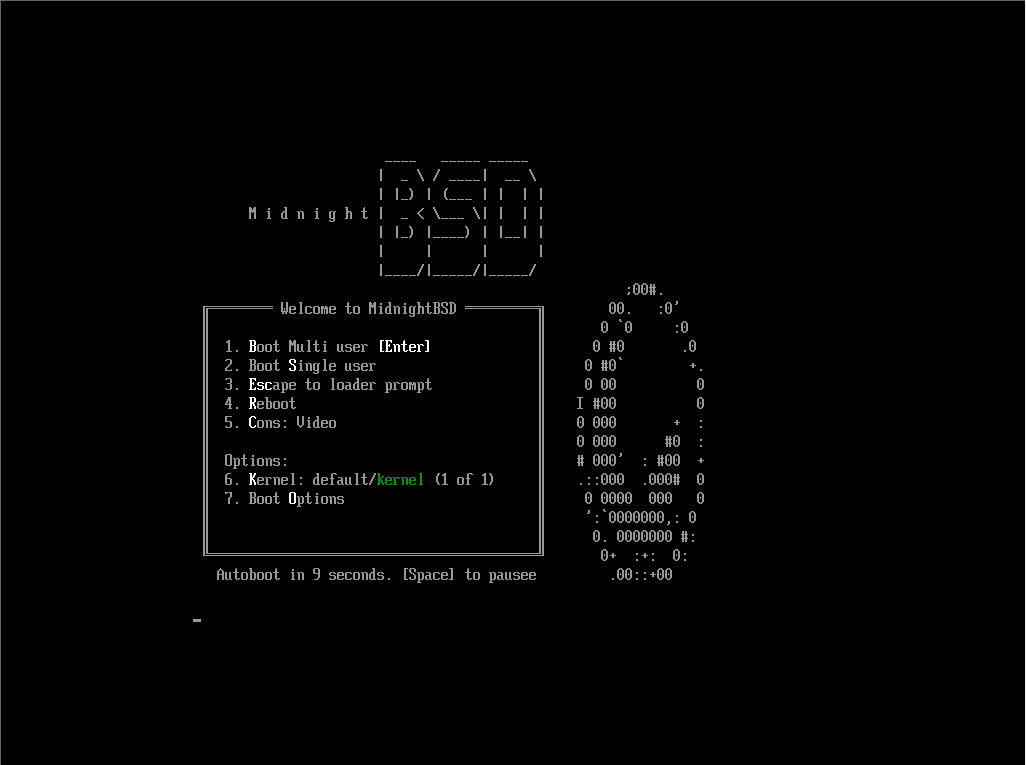 Midnight BSD
Welcome to MidnightBSD
1. Boot Multi user [Enter]
2. Boot Single user
3. Escape to loader prompt
4. Reboot
5. Cons: Video
Options:
6. Kernel: default/kernel (1 of 1)
7. Boot Options
Autoboot in 9 seconds. [Space] to pausee